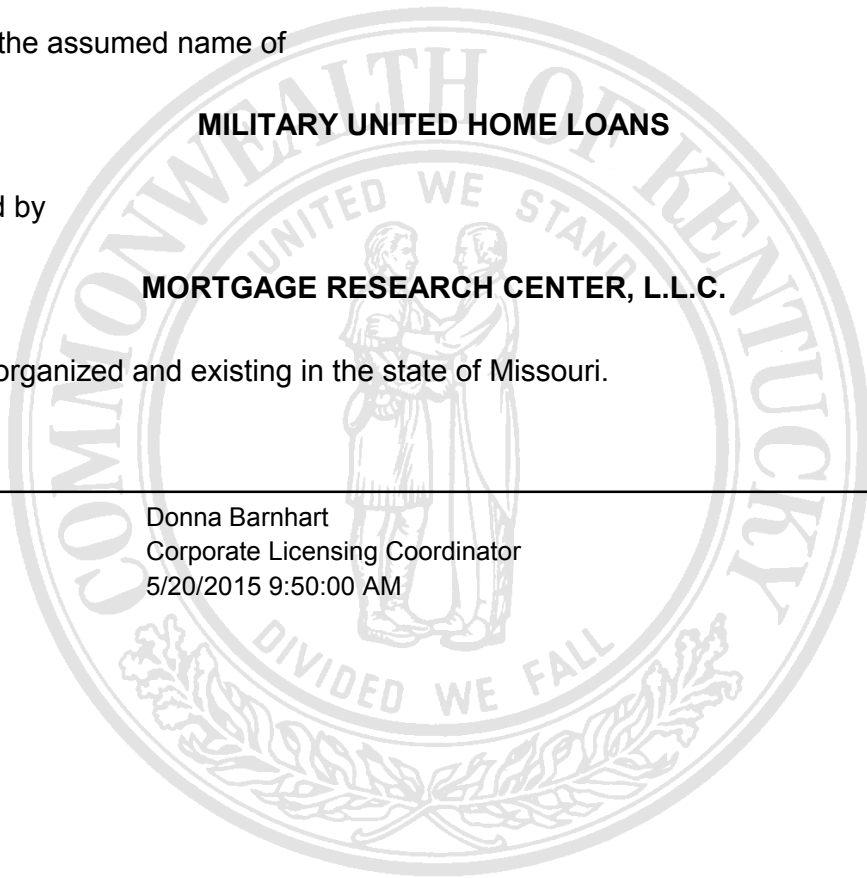 the assumed name of
MILITARY UNITED HOME LOANS
d by
MORTGAGE RESEARCH CENTER, L.L.C.
organized and existing in the state of Missouri.
Donna Barnhart
Corporate Licensing Coordinator
5/20/2015 9:50:00 AM
COMMONWEALTH OF KENTUCKY
UNITED WE STAND
DIVIDED WE FALL